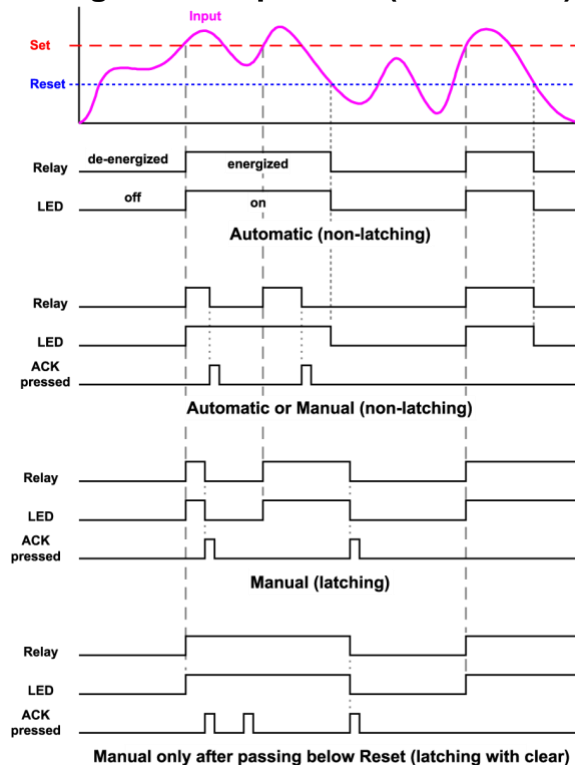 Input
Set
Reset
de-energized
energized
Relay
off
on
LED
Automatic (non-latching)
Relay
LED
ACK
pressed
Automatic or Manual (non-latching)
Relay
LED
ACK
pressed
Manual (latching)
Relay
LED
ACK
pressed
Manual only after passing below Reset (latching with clear)